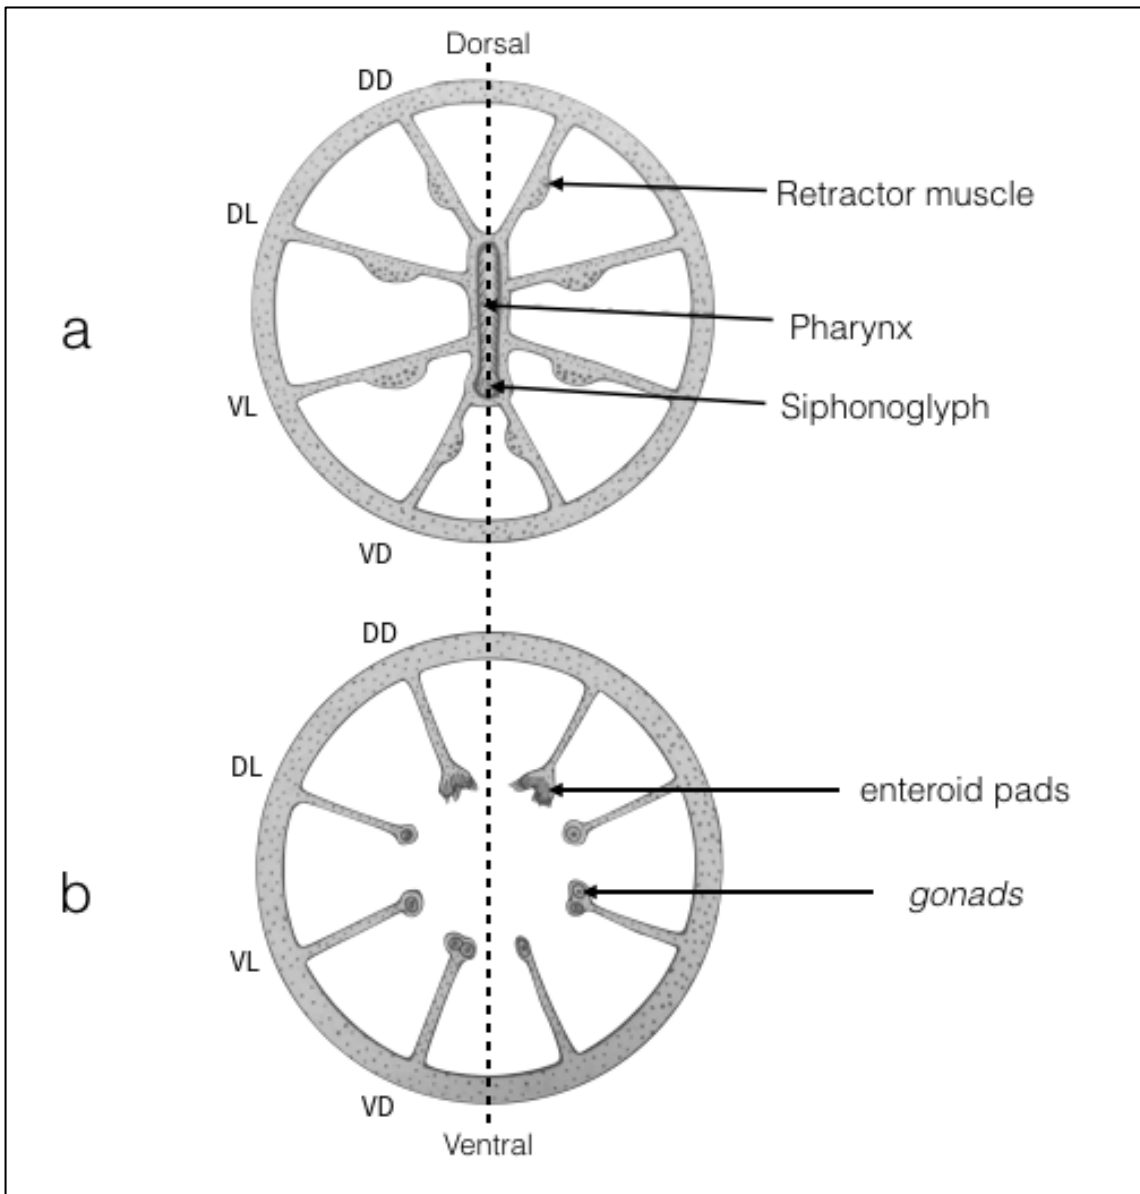 Dorsal
DD
Retractor muscle
DL
a
Pharynx
VL
Siphonoglyph
VD
DD
DL
enteroid pads
b
gonads
VL
VD
Ventral